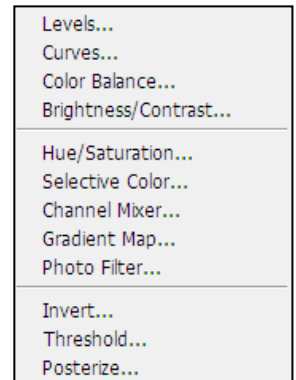 Levels...
Curves...
Color Balance...
Brightness/Contrast...
Hue/Saturation...
Selective Color...
Channel Mixer...
Gradient Map...
Photo Filter...
Invert...
Threshold...
Posterize...